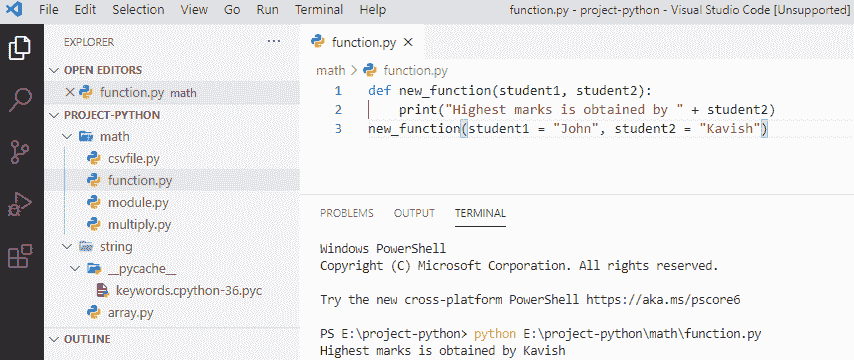 File Edit Selection View Go Run Terminal Help function.py - project-python - Visual Studio Code [Unsupported]
EXPLORER ...
OPEN EDITORS
function.py math
PROJECT-PYTHON
math
csvfile.py
function.py
module.py
multiply.py
string
__pycache__
keywords.cpython-36.pyc
array.py
OUTLINE
function.py
math > function.py
1 def new_function(student1, student2):
2 print("Highest marks is obtained by " + student2)
3 new_function(student1 = "John", student2 = "Kavish")
PROBLEMS OUTPUT TERMINAL
Windows PowerShell
Copyright (C) Microsoft Corporation. All rights reserved.
Try the new cross-platform PowerShell https://aka.ms/pscore6
PS E:\project-python> python E:\project-python\math\function.py
Highest marks is obtained by Kavish